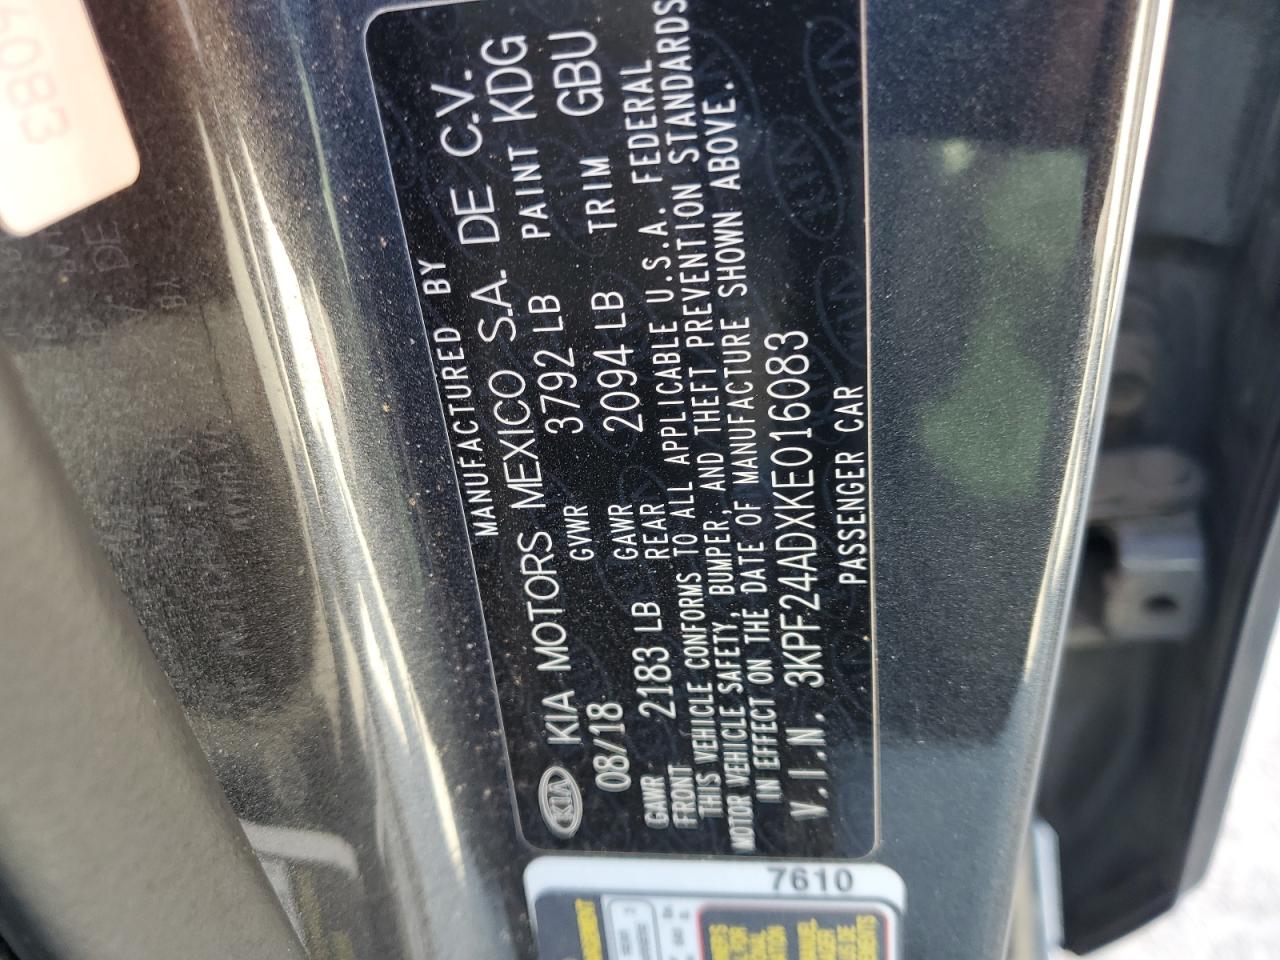 MANUFACTURED BY
KIA KIA MOTORS MEXICO S.A. DE C.V.
08/18 GVWR 3792 LB PAINT KDG
GAWR FRONT 2183 LB GAWR REAR 2094 LB TRIM GBU
THIS VEHICLE CONFORMS TO ALL APPLICABLE U.S.A. FEDERAL
MOTOR VEHICLE SAFETY, BUMPER, AND THEFT PREVENTION STANDARDS
IN EFFECT ON THE DATE OF MANUFACTURE SHOWN ABOVE.
V.I.N. 3KPF24ADXKE016083
PASSENGER CAR
7610